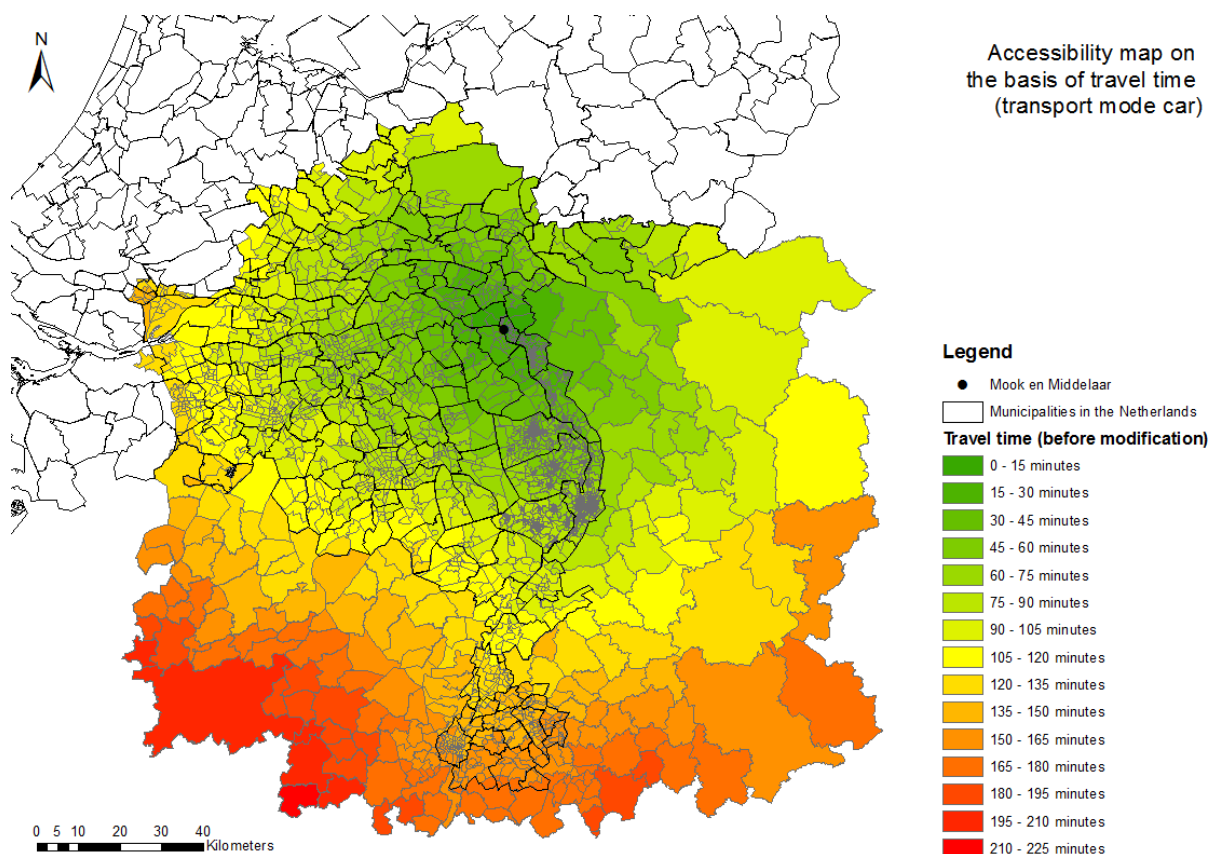 N
Accessibility map on
the basis of travel time
(transport mode car)
Legend
Mook en Middelaar
Municipalities in the Netherlands
Travel time (before modification)
0 - 15 minutes
15 - 30 minutes
30 - 45 minutes
45 - 60 minutes
60 - 75 minutes
75 - 90 minutes
90 - 105 minutes
105 - 120 minutes
120 - 135 minutes
135 - 150 minutes
150 - 165 minutes
165 - 180 minutes
180 - 195 minutes
195 - 210 minutes
210 - 225 minutes
0 5 10 20 30 40
Kilometers